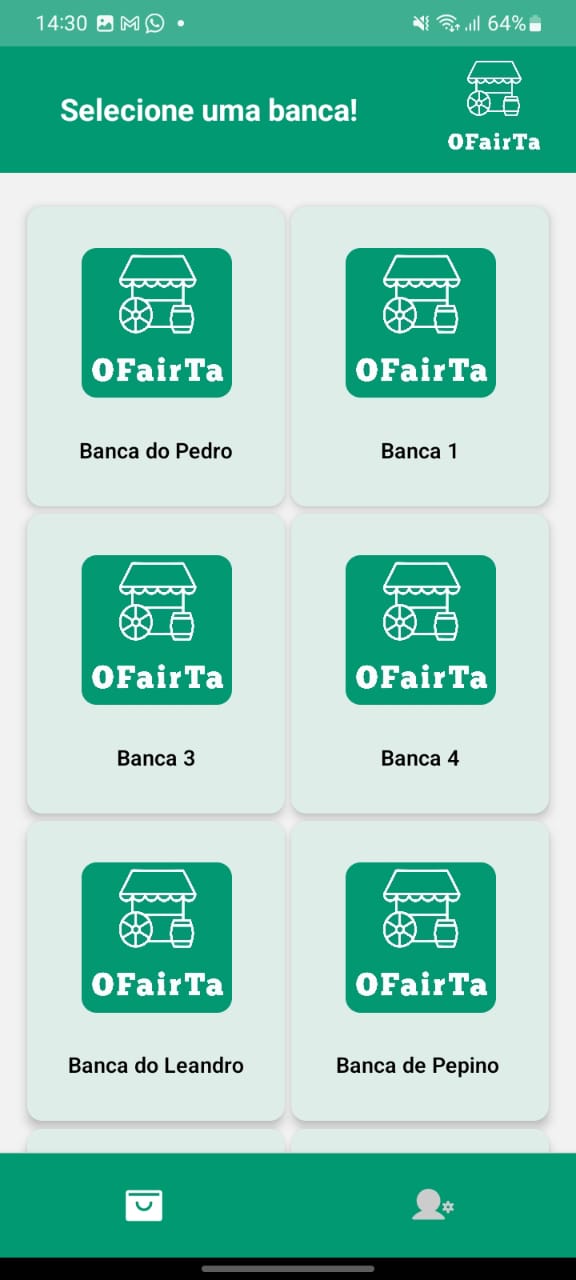 14:30
64%
Selecione uma banca!
OFairTa
OFairTa
OFairTa
Banca do Pedro
Banca 1
OFairTa
OFairTa
Banca 3
Banca 4
OFairTa
OFairTa
Banca do Leandro
Banca de Pepino